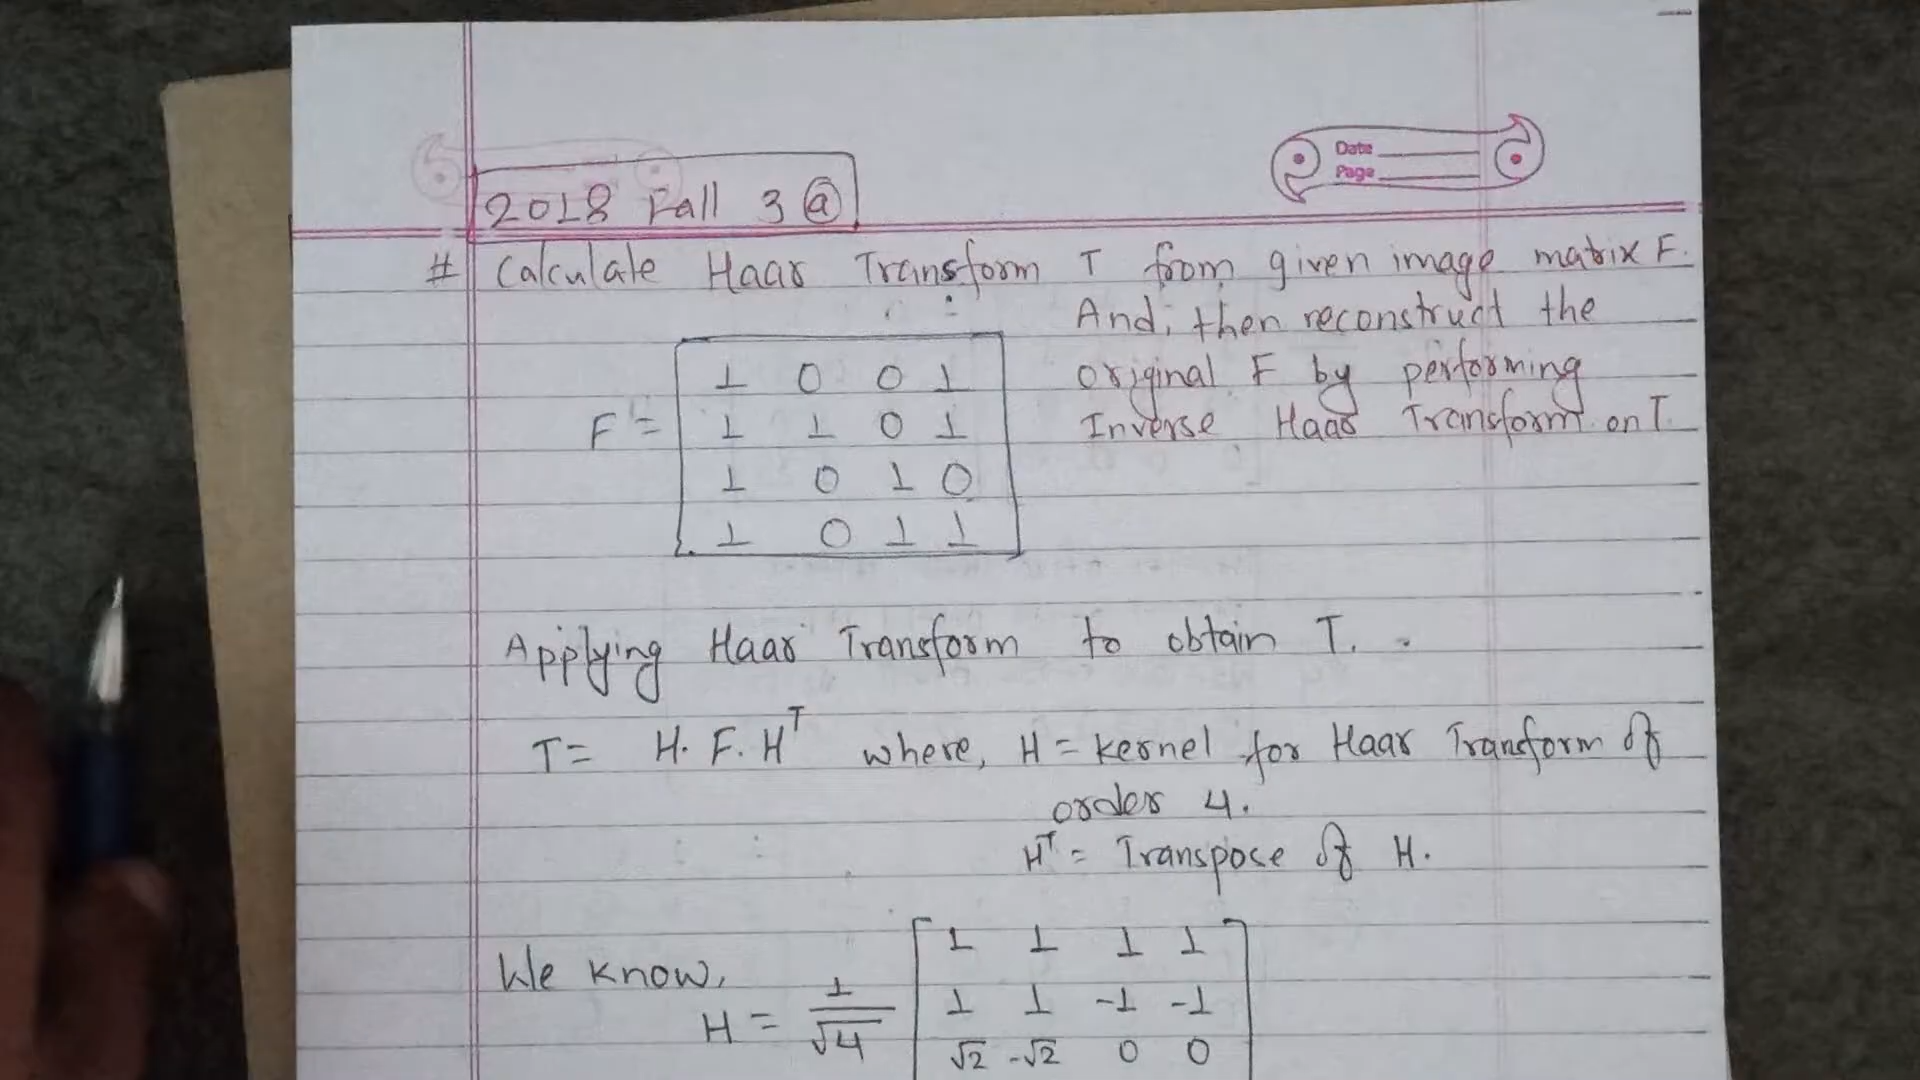 Date
Page
2018 Fall 3 ⓐ
# Calculate Haar Transform T from given image matrix F.
And, then reconstruct the
original F by performing
Inverse Haar Transform on T.
F =
1 0 0 1
1 1 0 1
1 0 1 0
1 0 1 1
Applying Haar Transform to obtain T.
T = H. F. Hᵀ where, H = kernel for Haar Transform of
order 4.
Hᵀ = Transpose of H.
We know,
H = 1/√4
1 1 1 1
1 1 -1 -1
√2 -√2 0 0